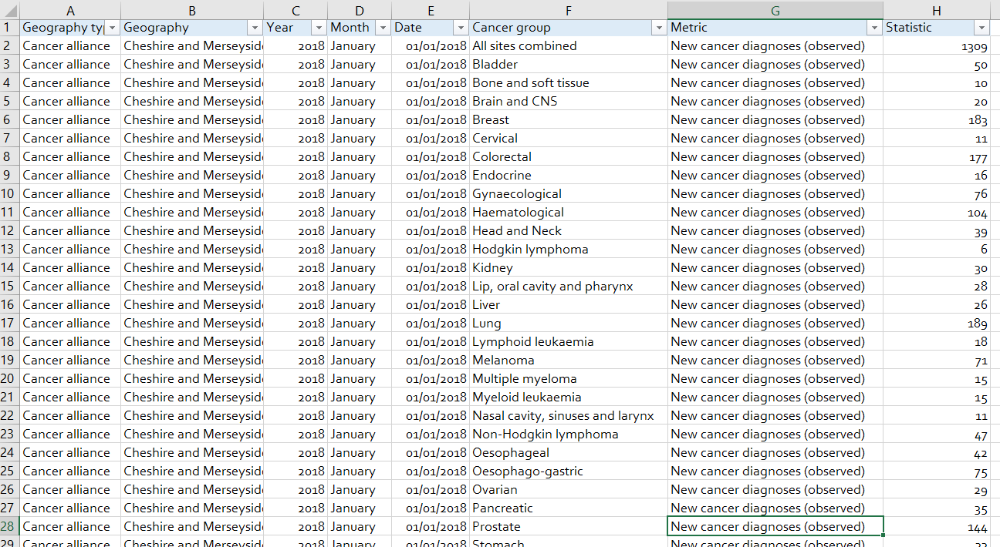 A B C D E F G H
1 Geography ty Geography Year Month Date Cancer group Metric Statistic
2 Cancer alliance Cheshire and Merseysid 2018 January 01/01/2018 All sites combined New cancer diagnoses (observed) 1309
3 Cancer alliance Cheshire and Merseysid 2018 January 01/01/2018 Bladder New cancer diagnoses (observed) 50
4 Cancer alliance Cheshire and Merseysid 2018 January 01/01/2018 Bone and soft tissue New cancer diagnoses (observed) 10
5 Cancer alliance Cheshire and Merseysid 2018 January 01/01/2018 Brain and CNS New cancer diagnoses (observed) 20
6 Cancer alliance Cheshire and Merseysid 2018 January 01/01/2018 Breast New cancer diagnoses (observed) 183
7 Cancer alliance Cheshire and Merseysid 2018 January 01/01/2018 Cervical New cancer diagnoses (observed) 11
8 Cancer alliance Cheshire and Merseysid 2018 January 01/01/2018 Colorectal New cancer diagnoses (observed) 177
9 Cancer alliance Cheshire and Merseysid 2018 January 01/01/2018 Endocrine New cancer diagnoses (observed) 16
10 Cancer alliance Cheshire and Merseysid 2018 January 01/01/2018 Gynaecological New cancer diagnoses (observed) 76
11 Cancer alliance Cheshire and Merseysid 2018 January 01/01/2018 Haematological New cancer diagnoses (observed) 104
12 Cancer alliance Cheshire and Merseysid 2018 January 01/01/2018 Head and Neck New cancer diagnoses (observed) 39
13 Cancer alliance Cheshire and Merseysid 2018 January 01/01/2018 Hodgkin lymphoma New cancer diagnoses (observed) 6
14 Cancer alliance Cheshire and Merseysid 2018 January 01/01/2018 Kidney New cancer diagnoses (observed) 30
15 Cancer alliance Cheshire and Merseysid 2018 January 01/01/2018 Lip, oral cavity and pharynx New cancer diagnoses (observed) 28
16 Cancer alliance Cheshire and Merseysid 2018 January 01/01/2018 Liver New cancer diagnoses (observed) 26
17 Cancer alliance Cheshire and Merseysid 2018 January 01/01/2018 Lung New cancer diagnoses (observed) 189
18 Cancer alliance Cheshire and Merseysid 2018 January 01/01/2018 Lymphoid leukaemia New cancer diagnoses (observed) 18
19 Cancer alliance Cheshire and Merseysid 2018 January 01/01/2018 Melanoma New cancer diagnoses (observed) 71
20 Cancer alliance Cheshire and Merseysid 2018 January 01/01/2018 Multiple myeloma New cancer diagnoses (observed) 15
21 Cancer alliance Cheshire and Merseysid 2018 January 01/01/2018 Myeloid leukaemia New cancer diagnoses (observed) 15
22 Cancer alliance Cheshire and Merseysid 2018 January 01/01/2018 Nasal cavity, sinuses and larynx New cancer diagnoses (observed) 11
23 Cancer alliance Cheshire and Merseysid 2018 January 01/01/2018 Non-Hodgkin lymphoma New cancer diagnoses (observed) 47
24 Cancer alliance Cheshire and Merseysid 2018 January 01/01/2018 Oesophageal New cancer diagnoses (observed) 42
25 Cancer alliance Cheshire and Merseysid 2018 January 01/01/2018 Oesophago-gastric New cancer diagnoses (observed) 75
26 Cancer alliance Cheshire and Merseysid 2018 January 01/01/2018 Ovarian New cancer diagnoses (observed) 29
27 Cancer alliance Cheshire and Merseysid 2018 January 01/01/2018 Pancreatic New cancer diagnoses (observed) 35
28 Cancer alliance Cheshire and Merseysid 2018 January 01/01/2018 Prostate New cancer diagnoses (observed) 144
29 Cancer alliance Cheshire and Merseysid 2018 January 01/01/2018 Stomach New cancer diagnoses (observed)